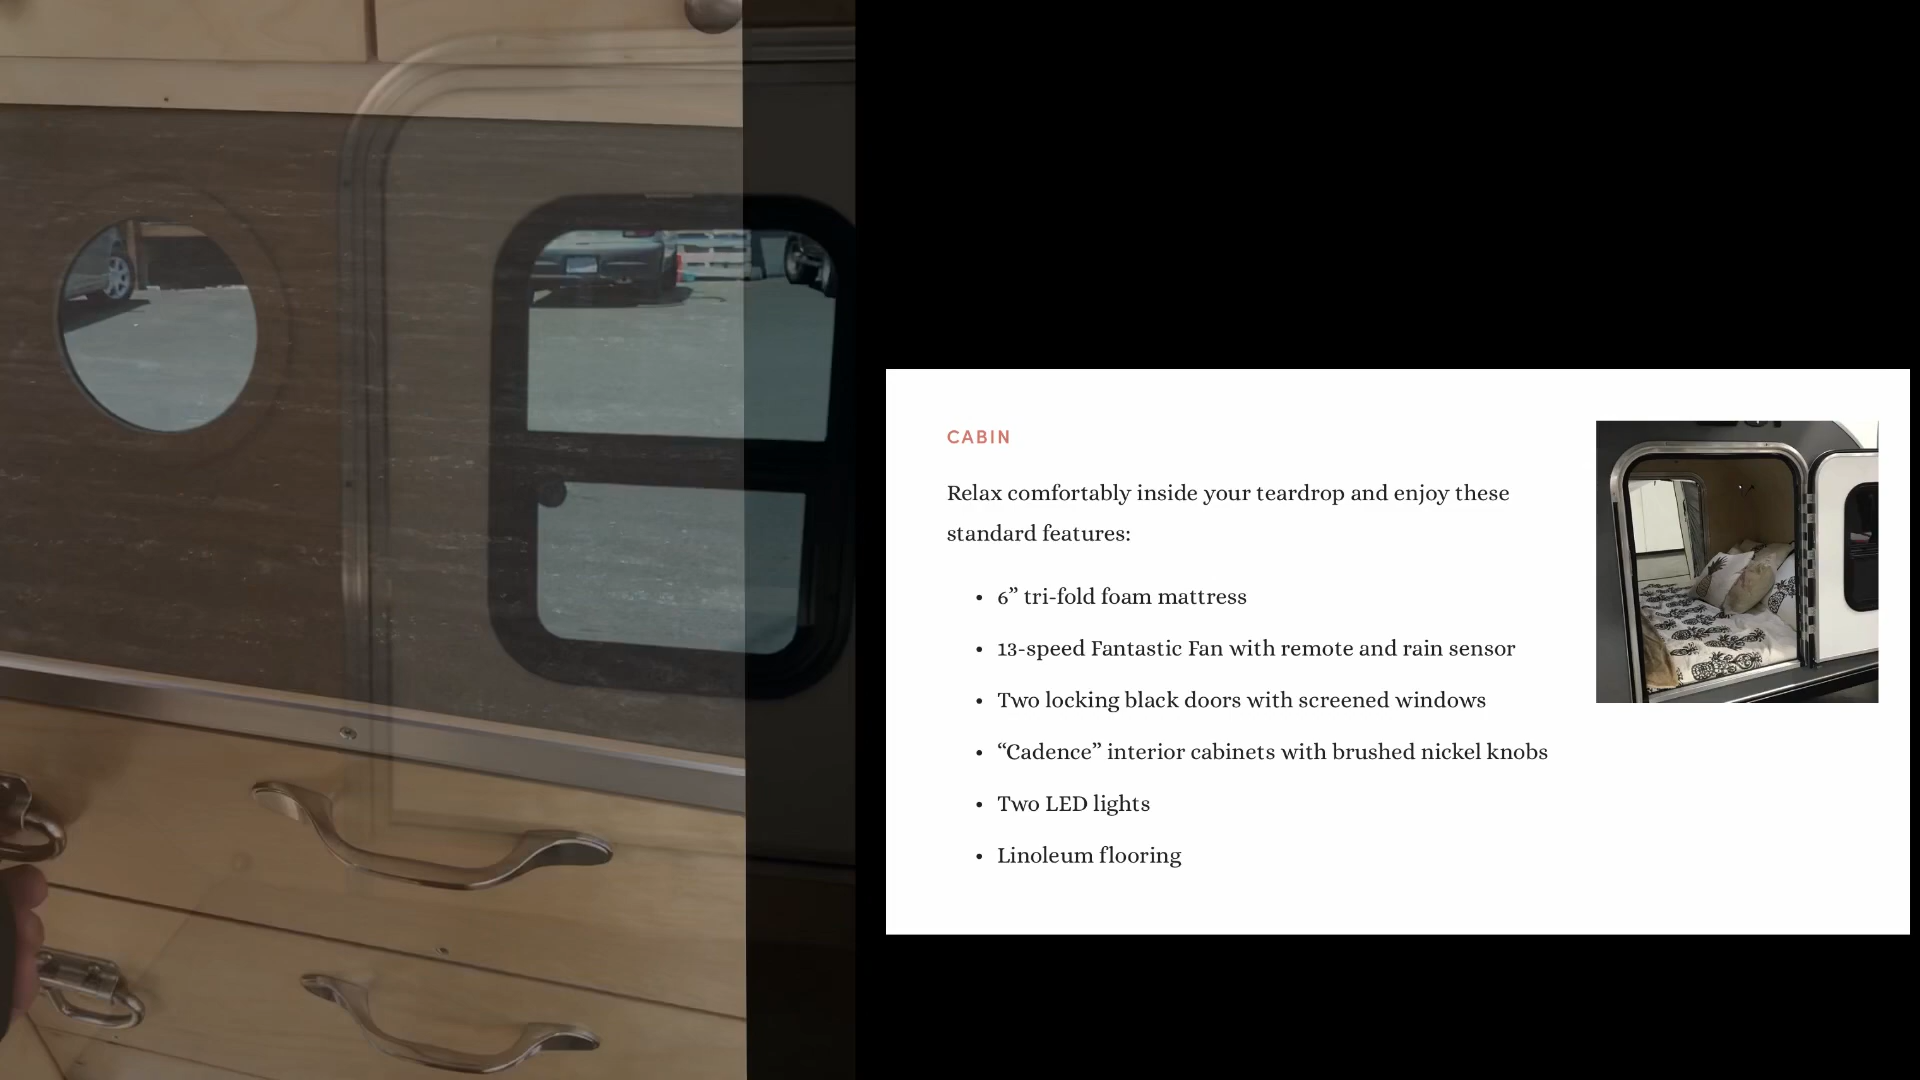 CABIN
Relax comfortably inside your teardrop and enjoy these
standard features:
• 6” tri-fold foam mattress
• 13-speed Fantastic Fan with remote and rain sensor
• Two locking black doors with screened windows
• “Cadence” interior cabinets with brushed nickel knobs
• Two LED lights
• Linoleum flooring